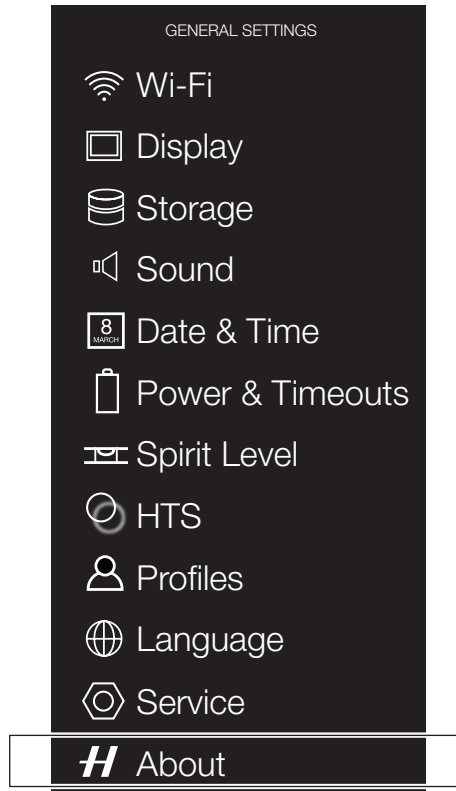 GENERAL SETTINGS
Wi-Fi
Display
Storage
Sound
8
MARCH
Date & Time
Power & Timeouts
Spirit Level
HTS
Profiles
Language
Service
H About